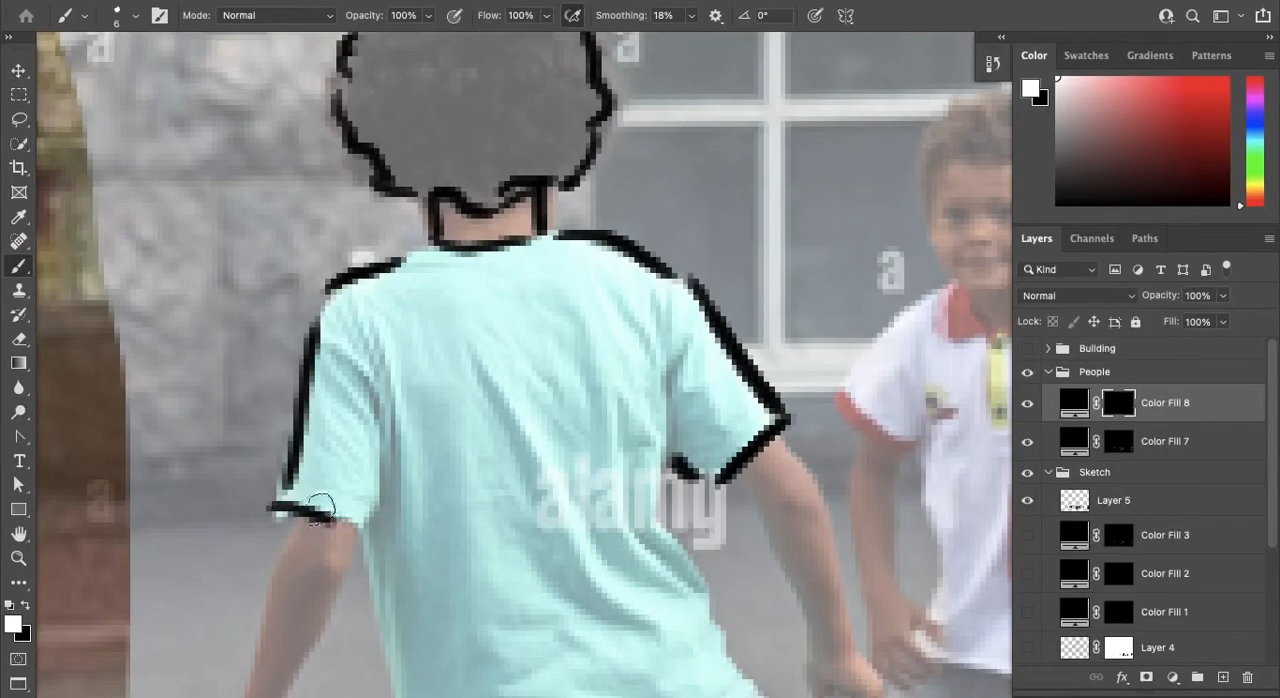 6 Mode: Normal Opacity: 100% Flow: 100% Smoothing: 18% 0°
Color Swatches Gradients Patterns
Layers Channels Paths
Kind
Normal Opacity: 100%
Lock: Fill: 100%
Building
People
Color Fill 8
Color Fill 7
Sketch
Layer 5
Color Fill 3
Color Fill 2
Color Fill 1
Layer 4
fx
a
a
a
a
a
alamy